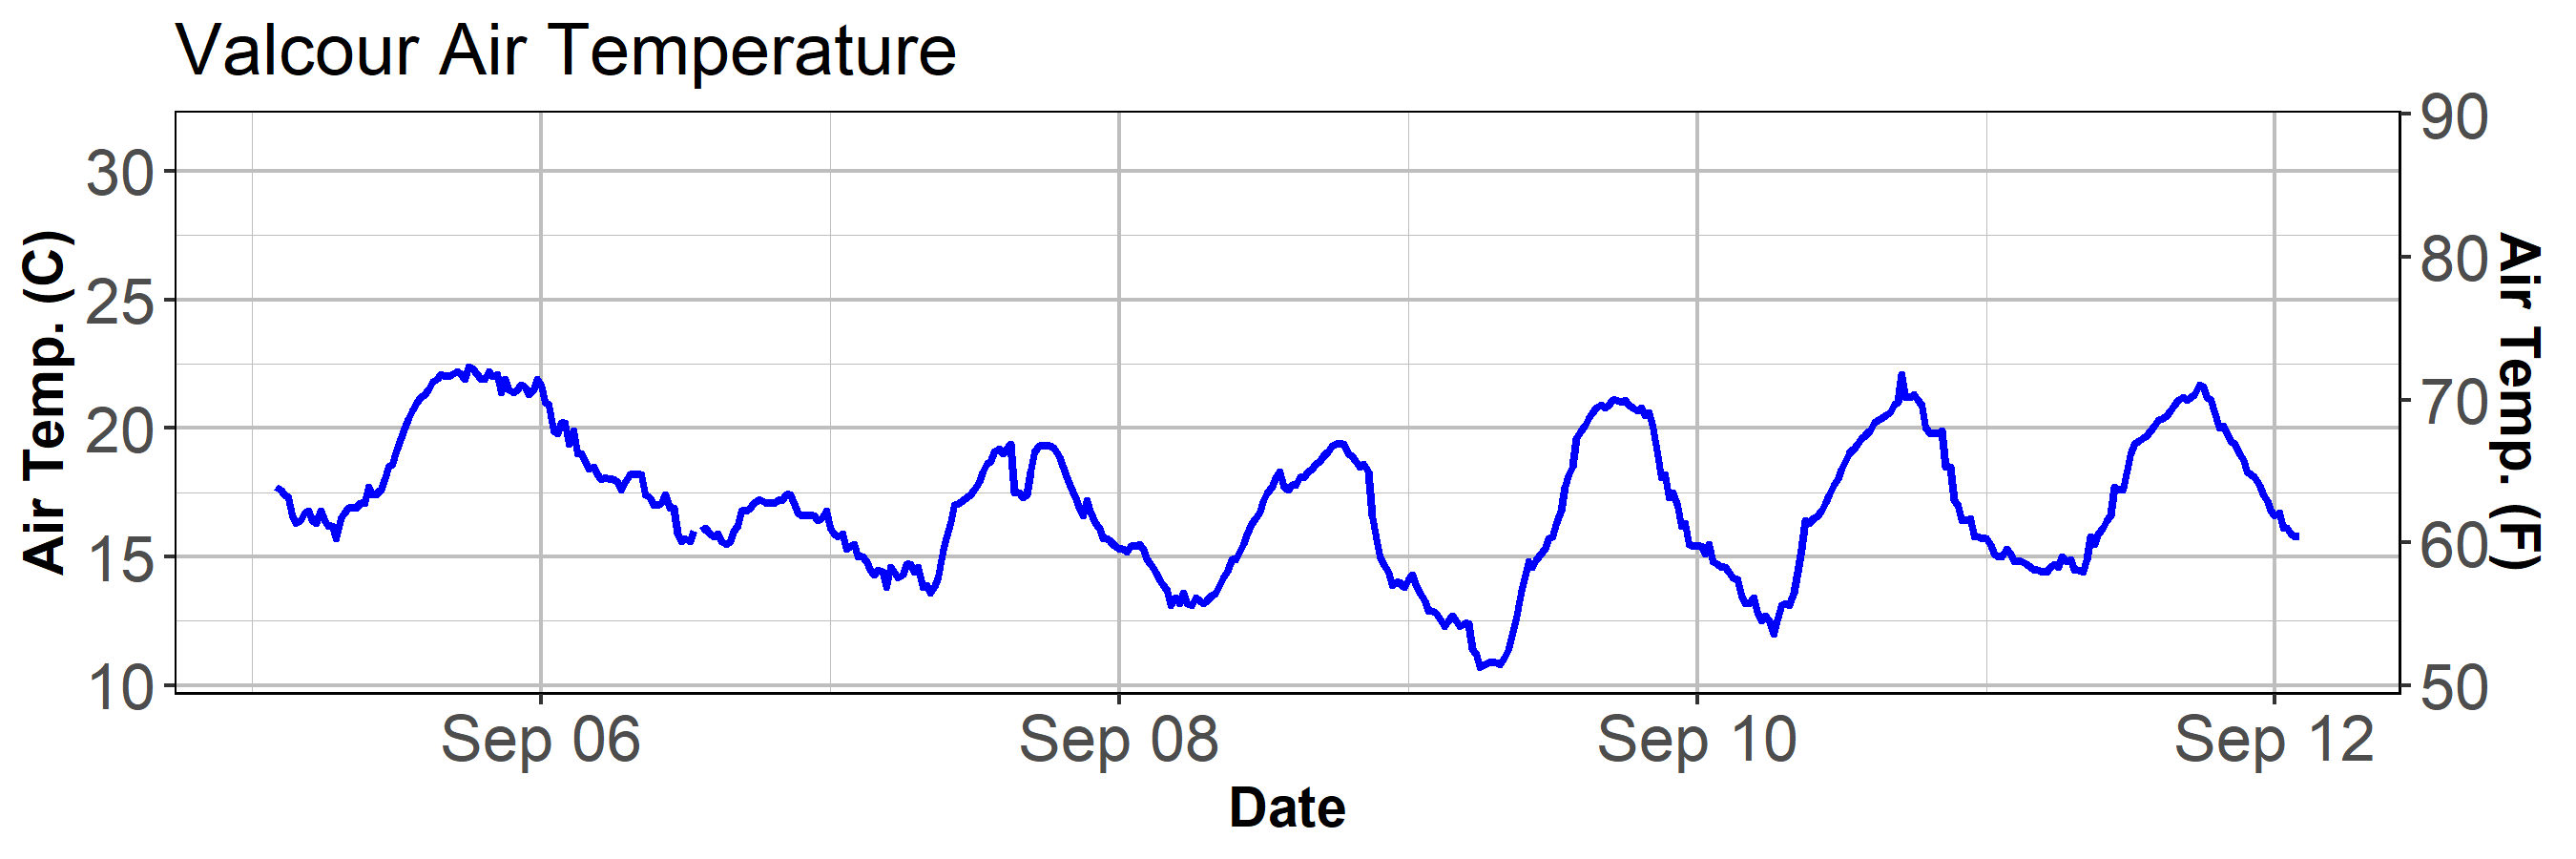 Valcour Air Temperature
Air Temp. (C)
30
25
20
15
10
90
80
70
60
50
Air Temp. (F)
Sep 06
Sep 08
Sep 10
Sep 12
Date